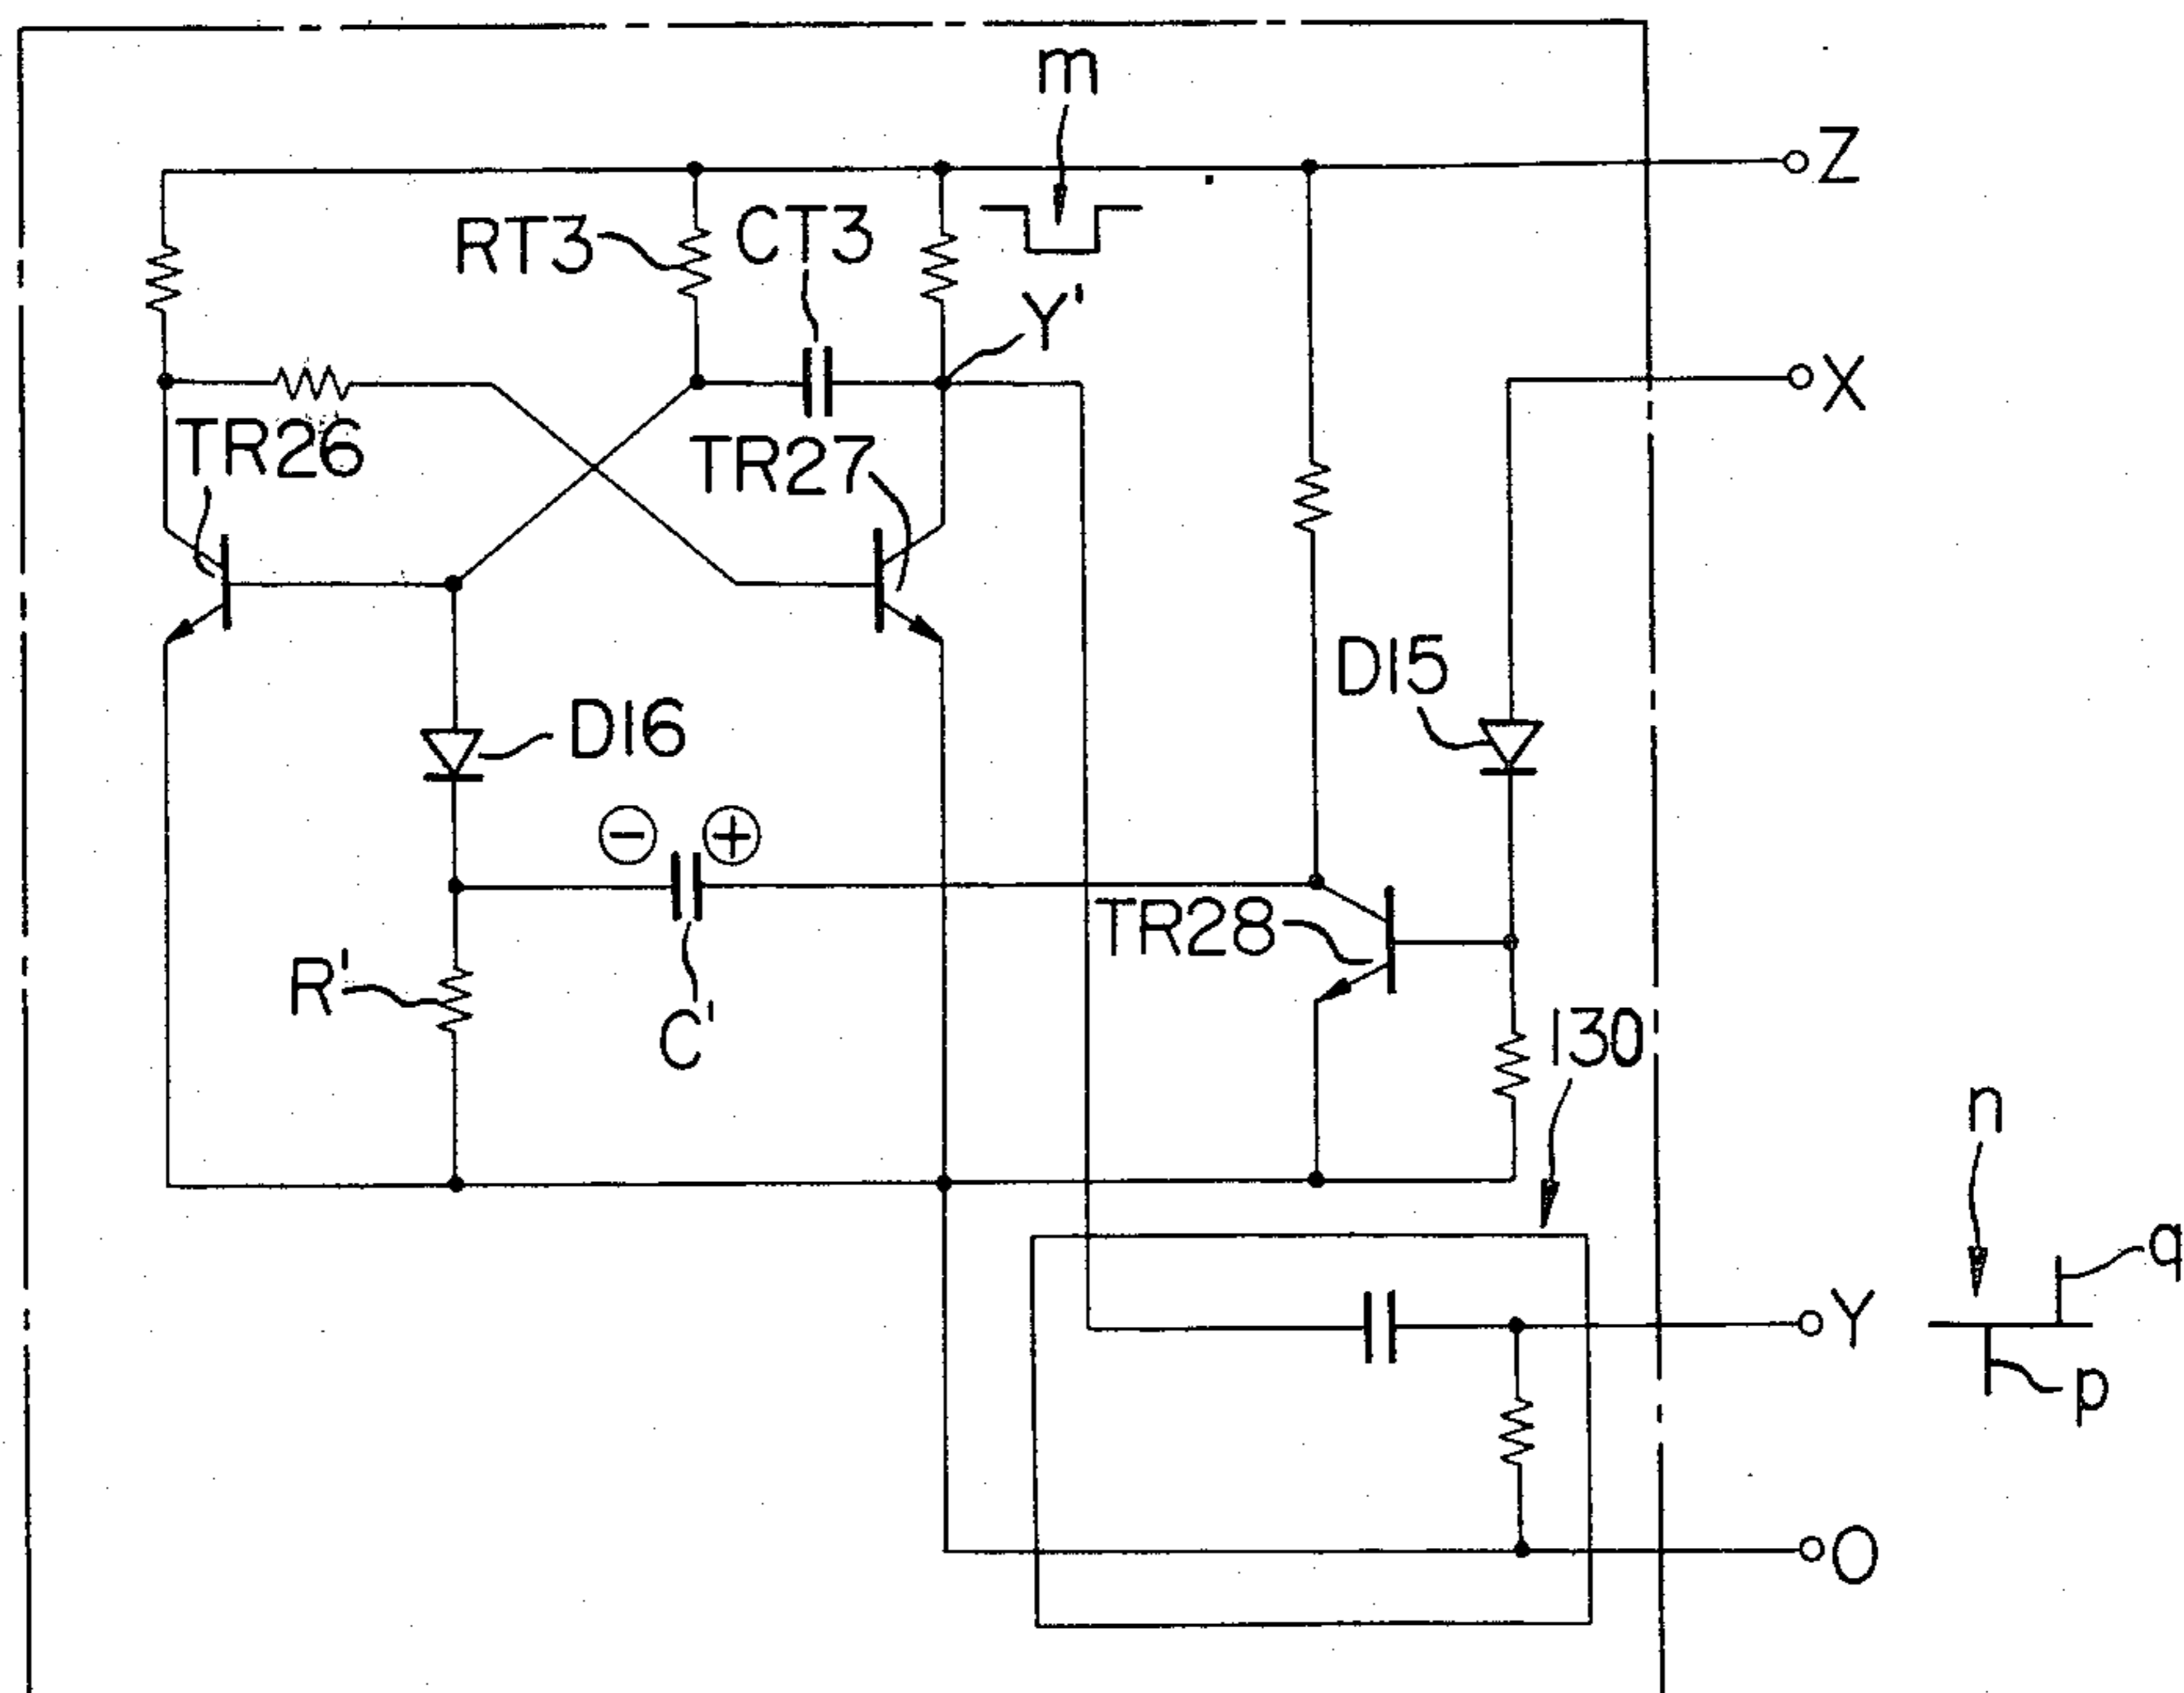 m
Z
RT3
CT3
Y'
X
TR26
TR27
D15
D16
− +
TR28
R'
C'
130
n
q
Y
p
O